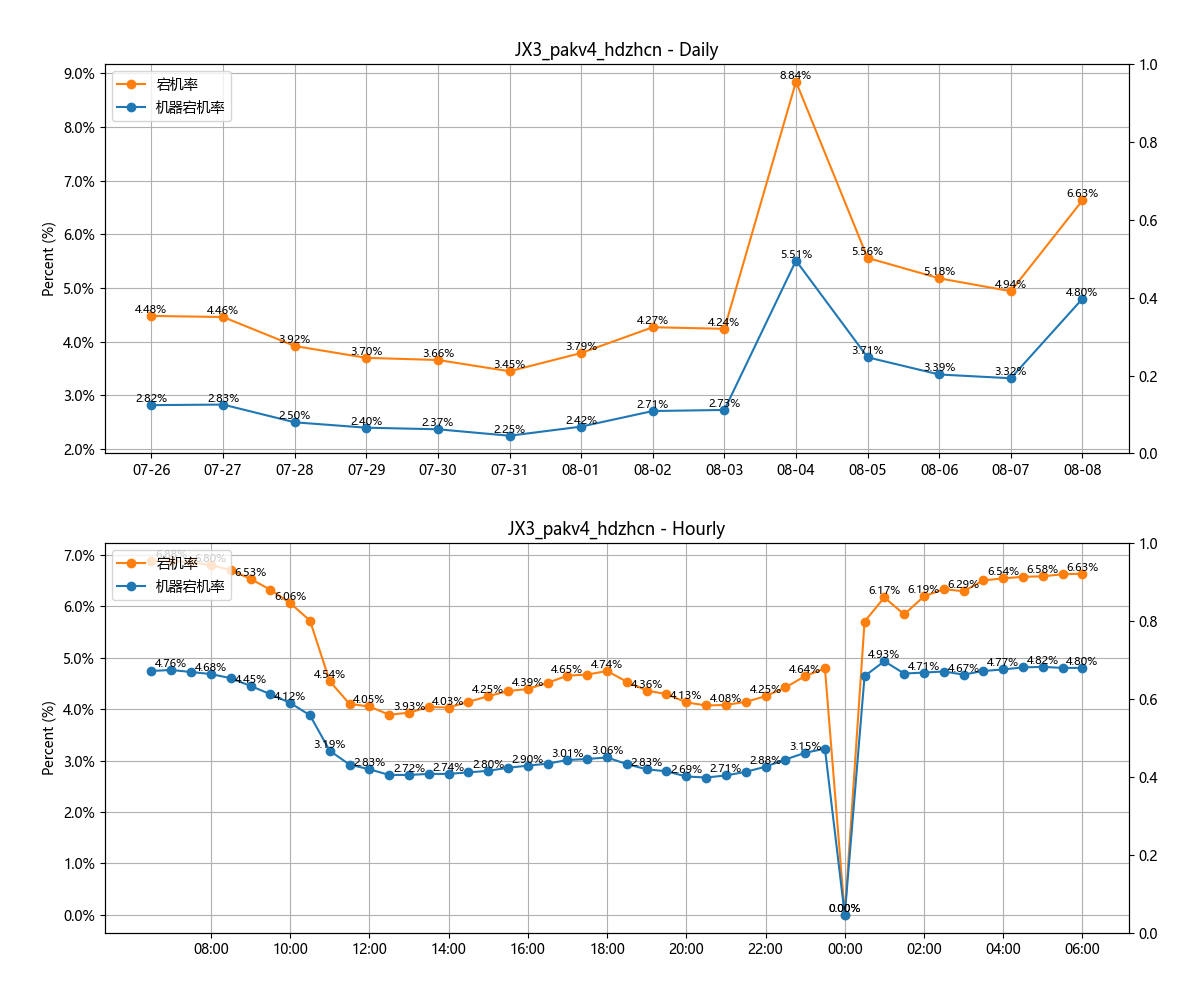 JX3_pakv4_hdzhcn - Daily
宕机率
机器宕机率
Percent (%)
9.0%
8.0%
7.0%
6.0%
5.0%
4.0%
3.0%
2.0%
1.0
0.8
0.6
0.4
0.2
0.0
4.48% 4.46% 3.92% 3.70% 3.66% 3.45% 3.79% 4.27% 4.24% 8.84% 5.56% 5.18% 4.94% 6.63%
2.82% 2.83% 2.50% 2.40% 2.37% 2.25% 2.42% 2.71% 2.73% 5.51% 3.71% 3.39% 3.32% 4.80%
07-26 07-27 07-28 07-29 07-30 07-31 08-01 08-02 08-03 08-04 08-05 08-06 08-07 08-08
JX3_pakv4_hdzhcn - Hourly
宕机率
机器宕机率
Percent (%)
7.0%
6.0%
5.0%
4.0%
3.0%
2.0%
1.0%
0.0%
1.0
0.8
0.6
0.4
0.2
0.0
6.88% 6.80% 6.53% 6.06% 4.54% 4.05% 3.93% 4.03% 4.25% 4.39% 4.65% 4.74% 4.36% 4.13% 4.08% 4.25% 4.64% 0.00% 6.17% 6.19% 6.29% 6.54% 6.58% 6.63%
4.76% 4.68% 4.45% 4.12% 3.19% 2.83% 2.72% 2.74% 2.80% 2.90% 3.01% 3.06% 2.83% 2.69% 2.71% 2.88% 3.15% 0.00% 4.93% 4.71% 4.67% 4.77% 4.82% 4.80%
08:00 10:00 12:00 14:00 16:00 18:00 20:00 22:00 00:00 02:00 04:00 06:00